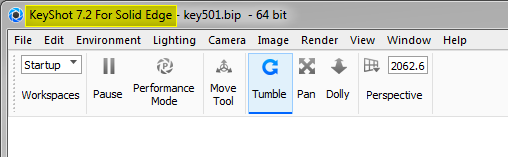 KeyShot 7.2 For Solid Edge - key501.bip - 64 bit
File Edit Environment Lighting Camera Image Render View Window Help
Startup 2062.6
Workspaces Pause Performance Mode Move Tool Tumble Pan Dolly Perspective